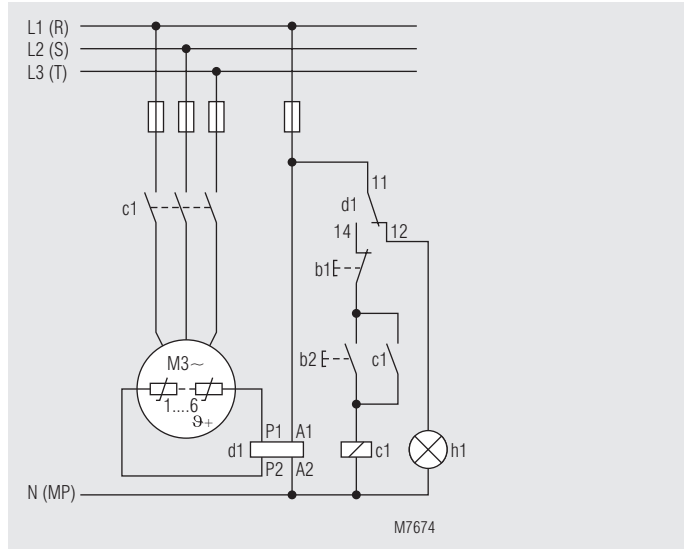 L1 (R)
L2 (S)
L3 (T)
11
d1
c1
14
12
b1
M3~
b2
c1
1....6
ϑ+
P1
A1
d1
c1
h1
P2
A2
N (MP)
M7674